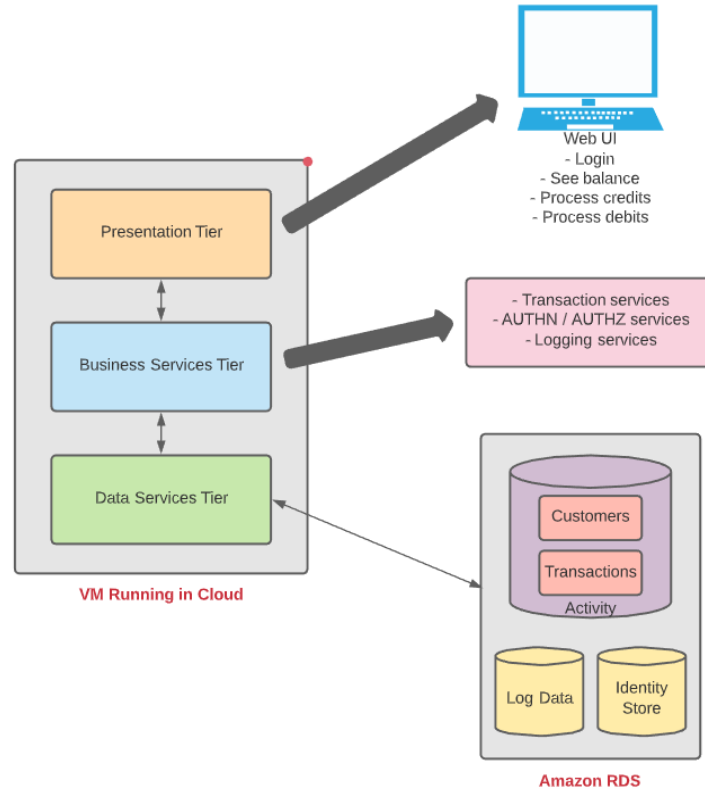 Web UI
- Login
- See balance
- Process credits
- Process debits
Presentation Tier
Business Services Tier
Data Services Tier
VM Running in Cloud
- Transaction services
- AUTHN / AUTHZ services
- Logging services
Customers
Transactions
Activity
Log Data
Identity
Store
Amazon RDS